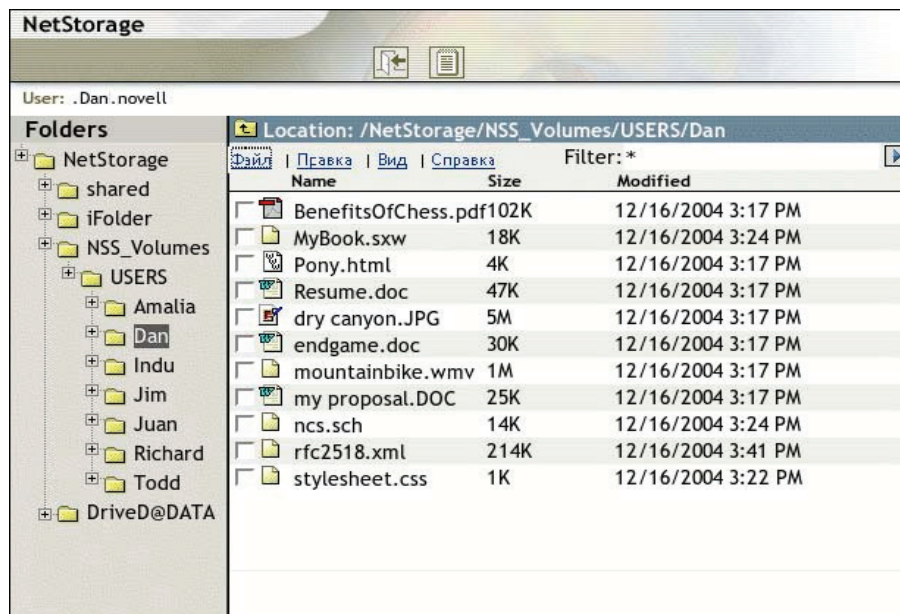 NetStorage
User: .Dan.novell
Folders
NetStorage
shared
iFolder
NSS_Volumes
USERS
Amalia
Dan
Indu
Jim
Juan
Richard
Todd
DriveD@DATA
Location: /NetStorage/NSS_Volumes/USERS/Dan
Файл | Правка | Вид | Справка Filter: *
Name Size Modified
BenefitsOfChess.pdf 102K 12/16/2004 3:17 PM
MyBook.sxw 18K 12/16/2004 3:24 PM
Pony.html 4K 12/16/2004 3:17 PM
Resume.doc 47K 12/16/2004 3:17 PM
dry canyon.JPG 5M 12/16/2004 3:17 PM
endgame.doc 30K 12/16/2004 3:17 PM
mountainbike.wmv 1M 12/16/2004 3:17 PM
my proposal.DOC 25K 12/16/2004 3:17 PM
ncs.sch 14K 12/16/2004 3:24 PM
rfc2518.xml 214K 12/16/2004 3:41 PM
stylesheet.css 1K 12/16/2004 3:22 PM